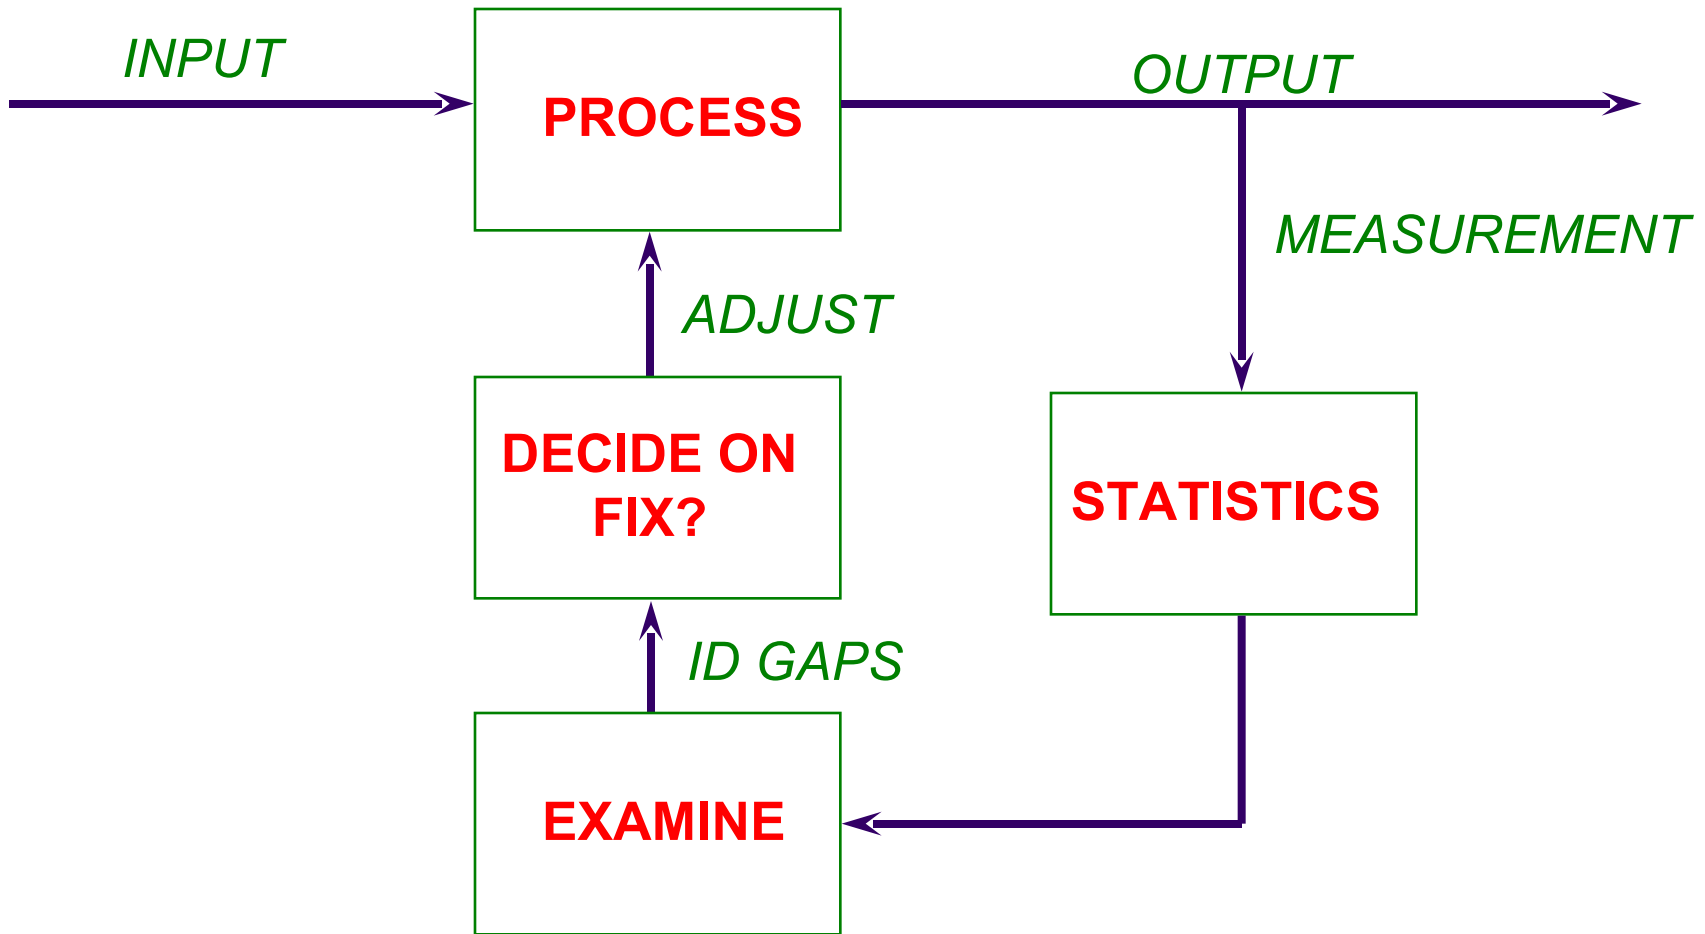 INPUT
PROCESS
OUTPUT
MEASUREMENT
ADJUST
DECIDE ON
FIX?
STATISTICS
ID GAPS
EXAMINE